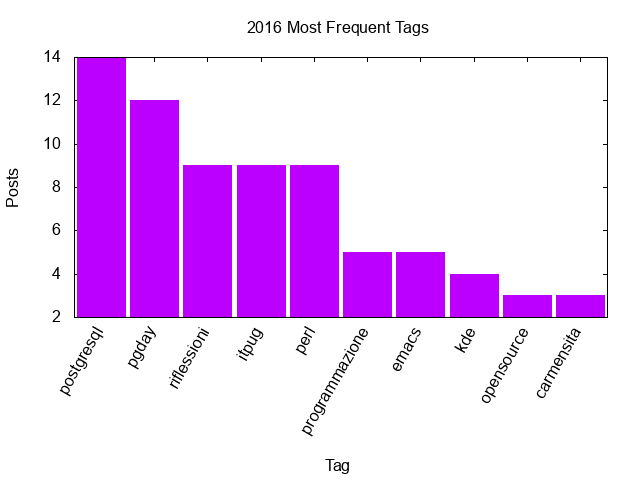 2016 Most Frequent Tags
14
12
10
8
6
4
2
Posts
postgresql
pgday
riflessioni
itpug
perl
programmazione
emacs
kde
opensource
carmensita
Tag